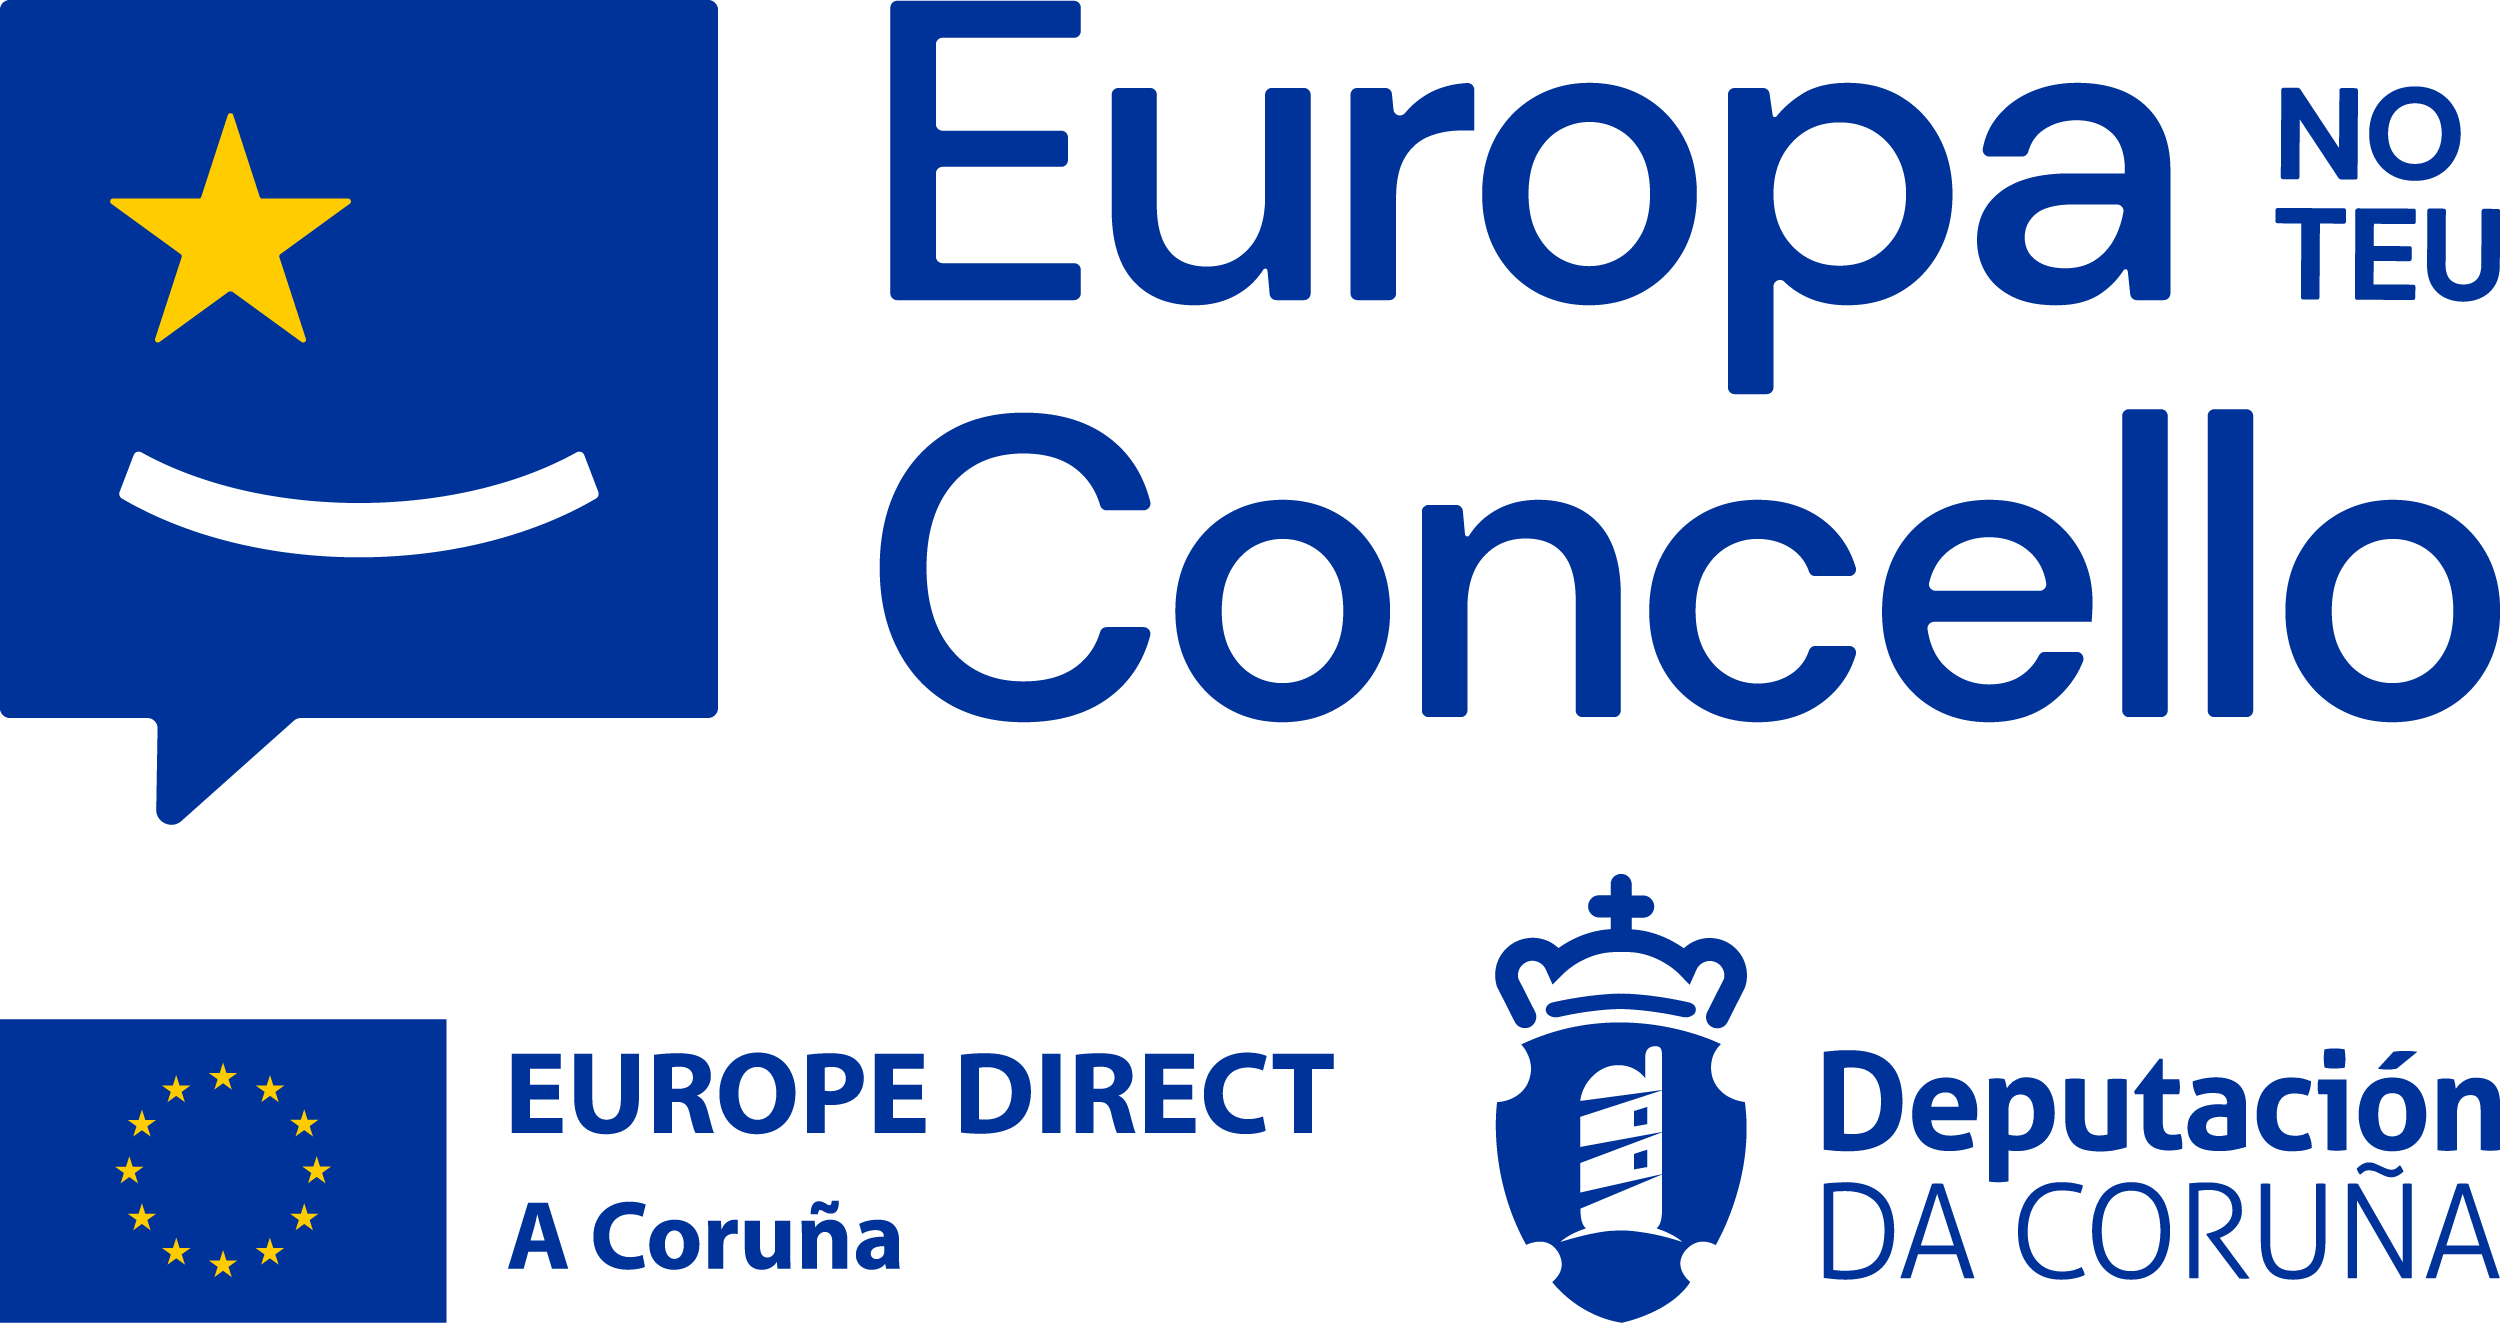 Europa NO TEU
Concello
EUROPE DIRECT
A Coruña
Deputación
DA CORUÑA